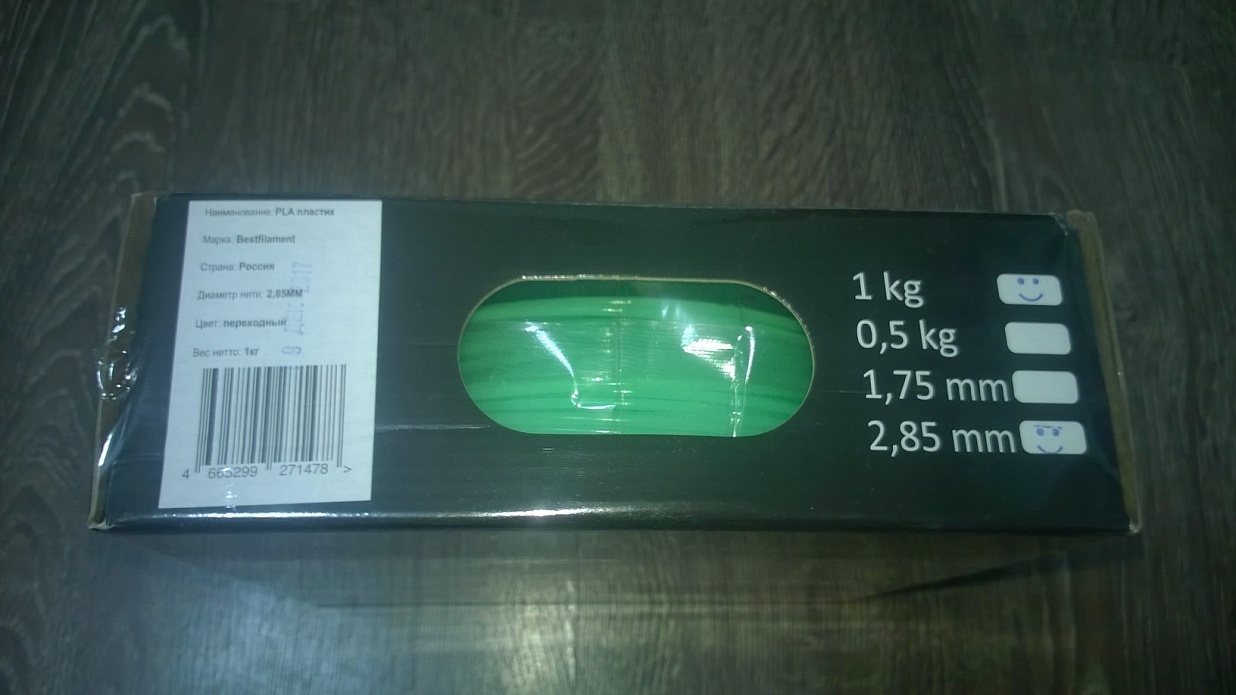 Наименование: PLA пластик
Марка: Bestfilament
Страна: Россия
Диаметр нити: 2,85ММ
Цвет: переходный
Вес нетто: 1кг
4 665299 271478 >
1 kg
0,5 kg
1,75 mm
2,85 mm